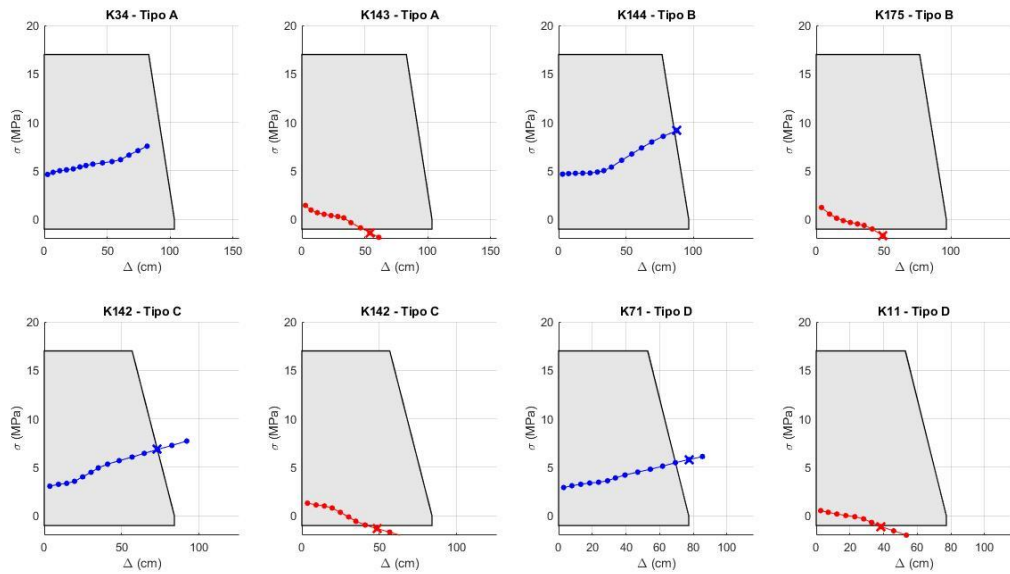 K34 - Tipo A
K143 - Tipo A
K144 - Tipo B
K175 - Tipo B
20
15
10
5
0
σ (MPa)
0 50 100 150
Δ (cm)
20
15
10
5
0
σ (MPa)
0 50 100 150
Δ (cm)
20
15
10
5
0
σ (MPa)
0 50 100
Δ (cm)
20
15
10
5
0
σ (MPa)
0 50 100
Δ (cm)
K142 - Tipo C
K142 - Tipo C
K71 - Tipo D
K11 - Tipo D
20
15
10
5
0
σ (MPa)
0 50 100
Δ (cm)
20
15
10
5
0
σ (MPa)
0 50 100
Δ (cm)
20
15
10
5
0
σ (MPa)
0 20 40 60 80 100
Δ (cm)
20
15
10
5
0
σ (MPa)
0 20 40 60 80 100
Δ (cm)